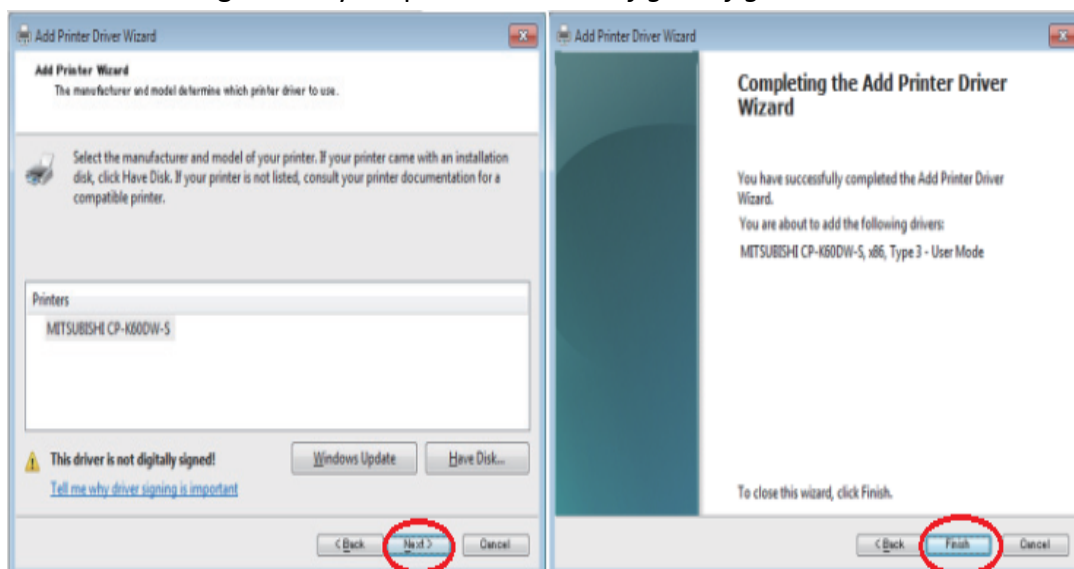 Add Printer Driver Wizard
Add Printer Wizard
The manufacturer and model determine which printer driver to use.
Select the manufacturer and model of your printer. If your printer came with an installation
disk, click Have Disk. If your printer is not listed, consult your printer documentation for a
compatible printer.
Printers
MITSUBISHI CP-K60DW-S
This driver is not digitally signed!
Windows Update
Have Disk...
Tell me why driver signing is important
< Back
Next >
Cancel
Add Printer Driver Wizard
Completing the Add Printer Driver
Wizard
You have successfully completed the Add Printer Driver
Wizard.
You are about to add the following drivers:
MITSUBISHI CP-K60DW-S, x86, Type 3 - User Mode
To close this wizard, click Finish.
< Back
Finish
Cancel